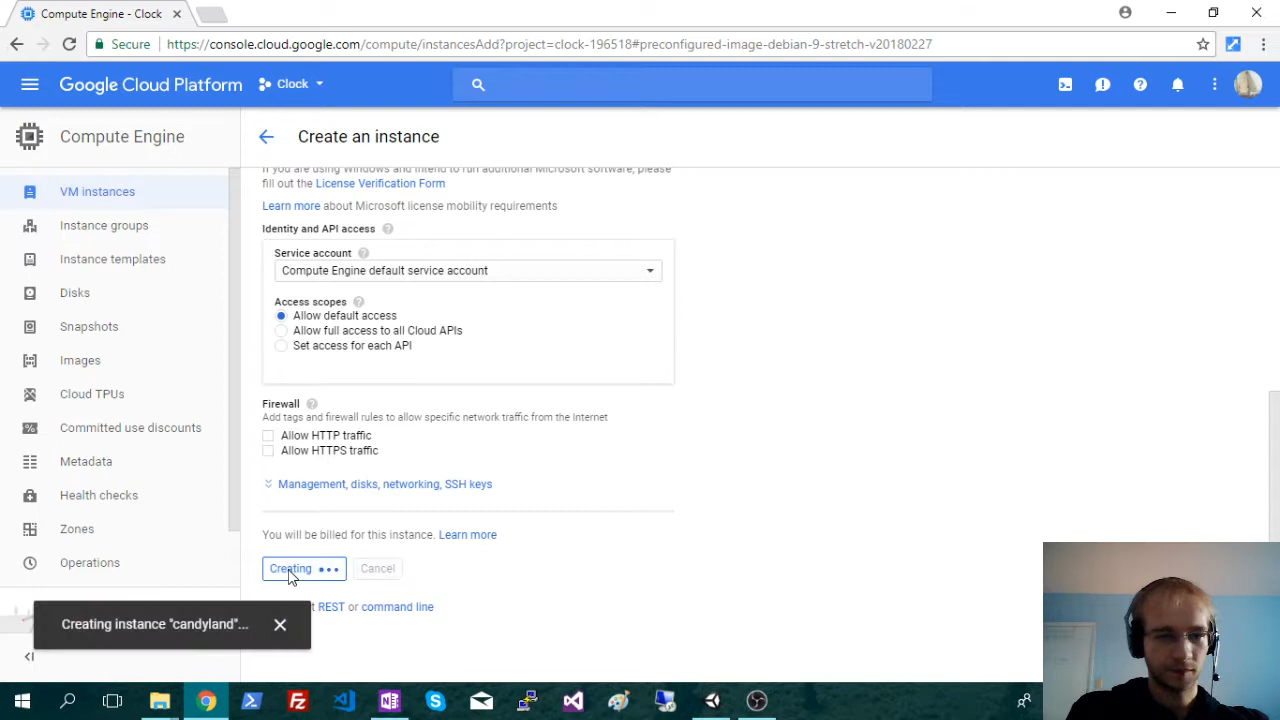 Compute Engine - Clock
Secure
https://console.cloud.google.com/compute/instancesAdd?project=clock-196518#preconfigured-image-debian-9-stretch-v20180227
Google Cloud Platform
Clock
Compute Engine
Create an instance
VM instances
Instance groups
Instance templates
Disks
Snapshots
Images
Cloud TPUs
Committed use discounts
Metadata
Health checks
Zones
Operations
If you are using Windows and intend to run additional Microsoft software, please
fill out the License Verification Form
Learn more about Microsoft license mobility requirements
Identity and API access
Service account
Compute Engine default service account
Access scopes
Allow default access
Allow full access to all Cloud APIs
Set access for each API
Firewall
Add tags and firewall rules to allow specific network traffic from the Internet
Allow HTTP traffic
Allow HTTPS traffic
Management, disks, networking, SSH keys
You will be billed for this instance. Learn more
Creating
Cancel
REST or command line
Creating instance "candyland"...